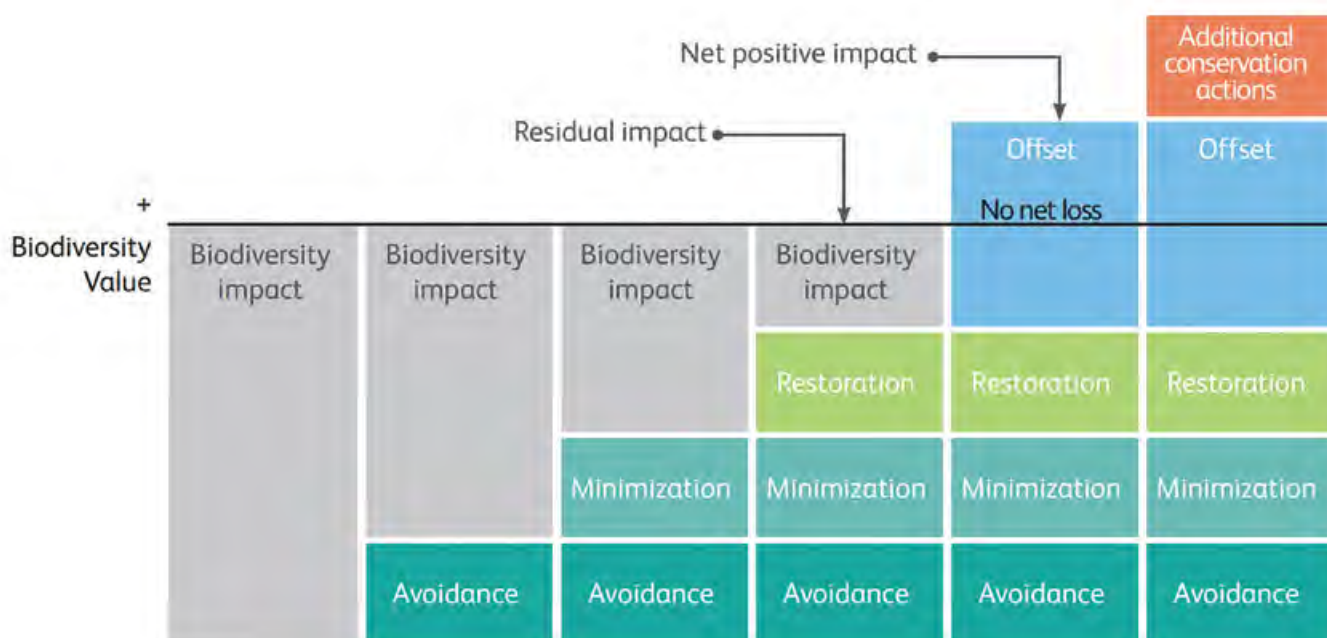 Additional
conservation
actions
Net positive impact
Residual impact
Offset
Offset
+
No net loss
Biodiversity
Value
Biodiversity
impact
Biodiversity
impact
Biodiversity
impact
Biodiversity
impact
Restoration
Restoration
Restoration
Minimization
Minimization
Minimization
Minimization
Avoidance
Avoidance
Avoidance
Avoidance
Avoidance